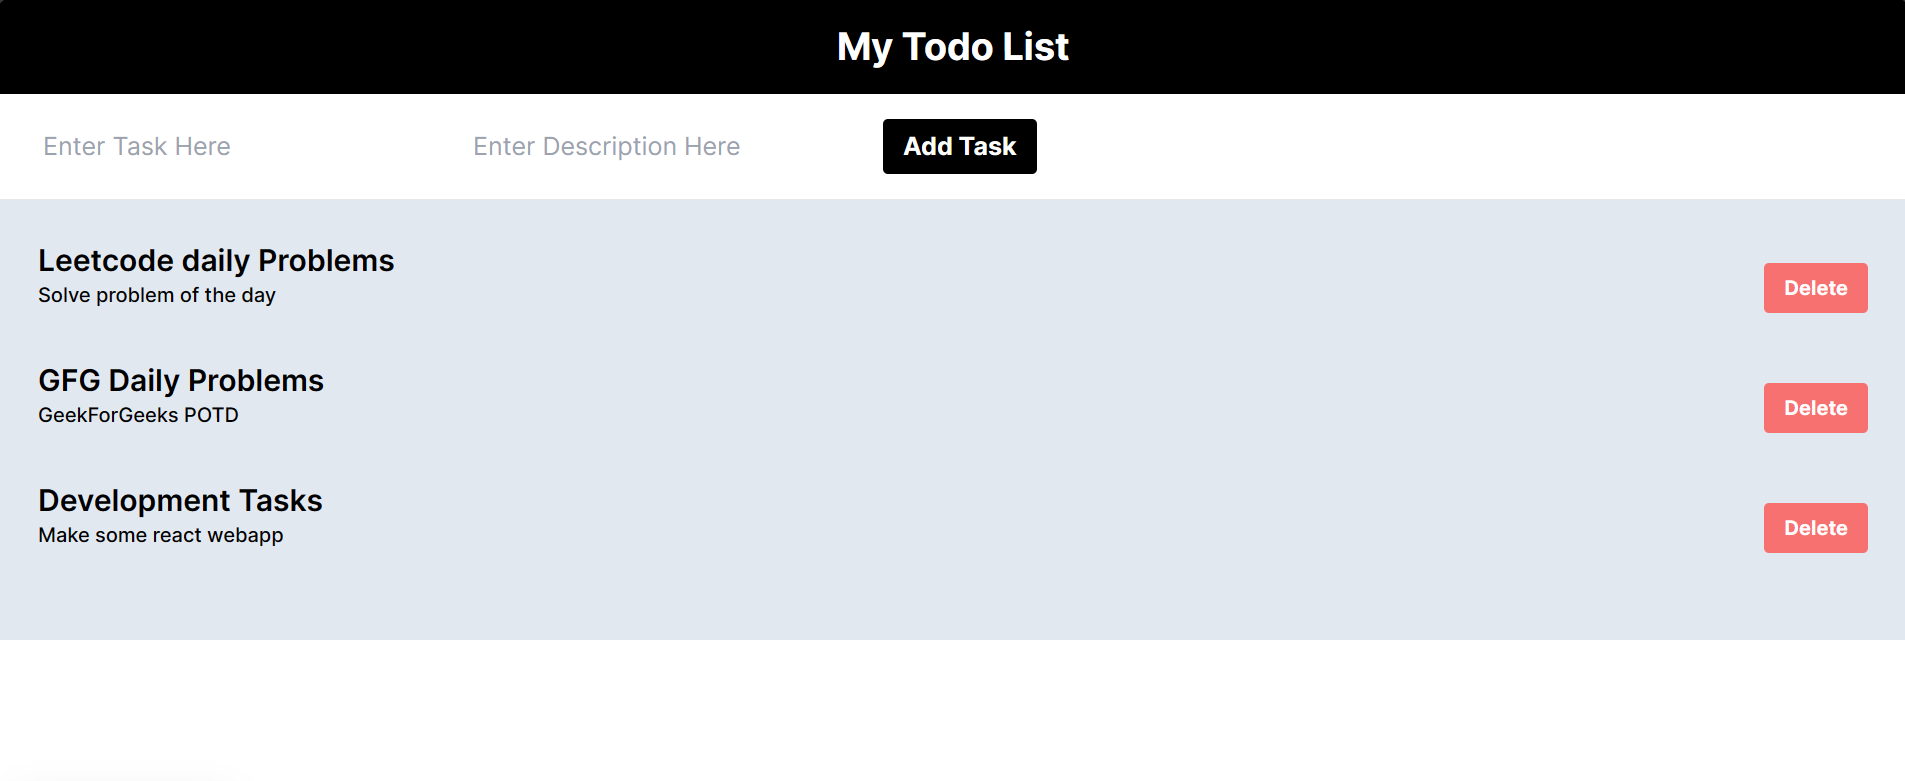 My Todo List
Enter Task Here
Enter Description Here
Add Task
Leetcode daily Problems
Solve problem of the day
Delete
GFG Daily Problems
GeekForGeeks POTD
Delete
Development Tasks
Make some react webapp
Delete